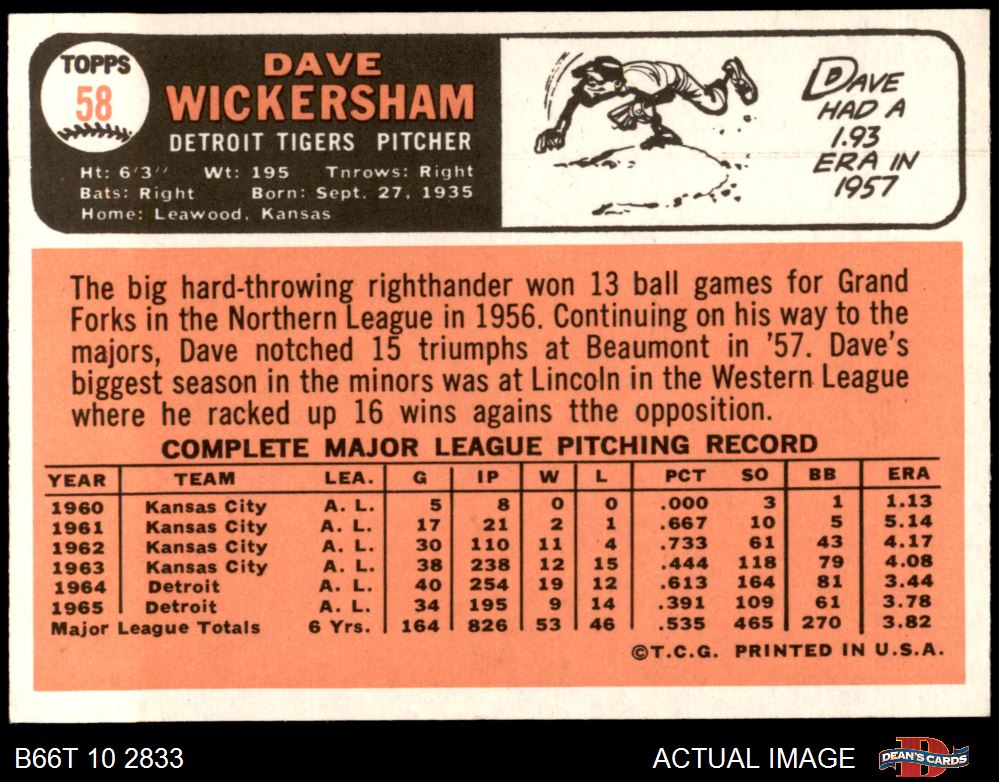 TOPPS
58
DAVE
WICKERSHAM
DETROIT TIGERS PITCHER
Ht: 6'3" Wt: 195 Throws: Right
Bats: Right Born: Sept. 27, 1935
Home: Leawood, Kansas
DAVE
HAD A
1.93
ERA IN
1957
The big hard-throwing righthander won 13 ball games for Grand
Forks in the Northern League in 1956. Continuing on his way to the
majors, Dave notched 15 triumphs at Beaumont in '57. Dave's
biggest season in the minors was at Lincoln in the Western League
where he racked up 16 wins agains tthe opposition.
COMPLETE MAJOR LEAGUE PITCHING RECORD
YEAR TEAM LEA. G IP W L PCT SO BB ERA
1960 Kansas City A. L. 5 8 0 0 .000 3 1 1.13
1961 Kansas City A. L. 17 21 2 1 .667 10 5 5.14
1962 Kansas City A. L. 30 110 11 4 .733 61 43 4.17
1963 Kansas City A. L. 38 238 12 15 .444 118 79 4.08
1964 Detroit A. L. 40 254 19 12 .613 164 81 3.44
1965 Detroit A. L. 34 195 9 14 .391 109 61 3.78
Major League Totals 6 Yrs. 164 826 53 46 .535 465 270 3.82
©T.C.G. PRINTED IN U.S.A.
B66T 10 2833 ACTUAL IMAGE DEAN'S CARDS